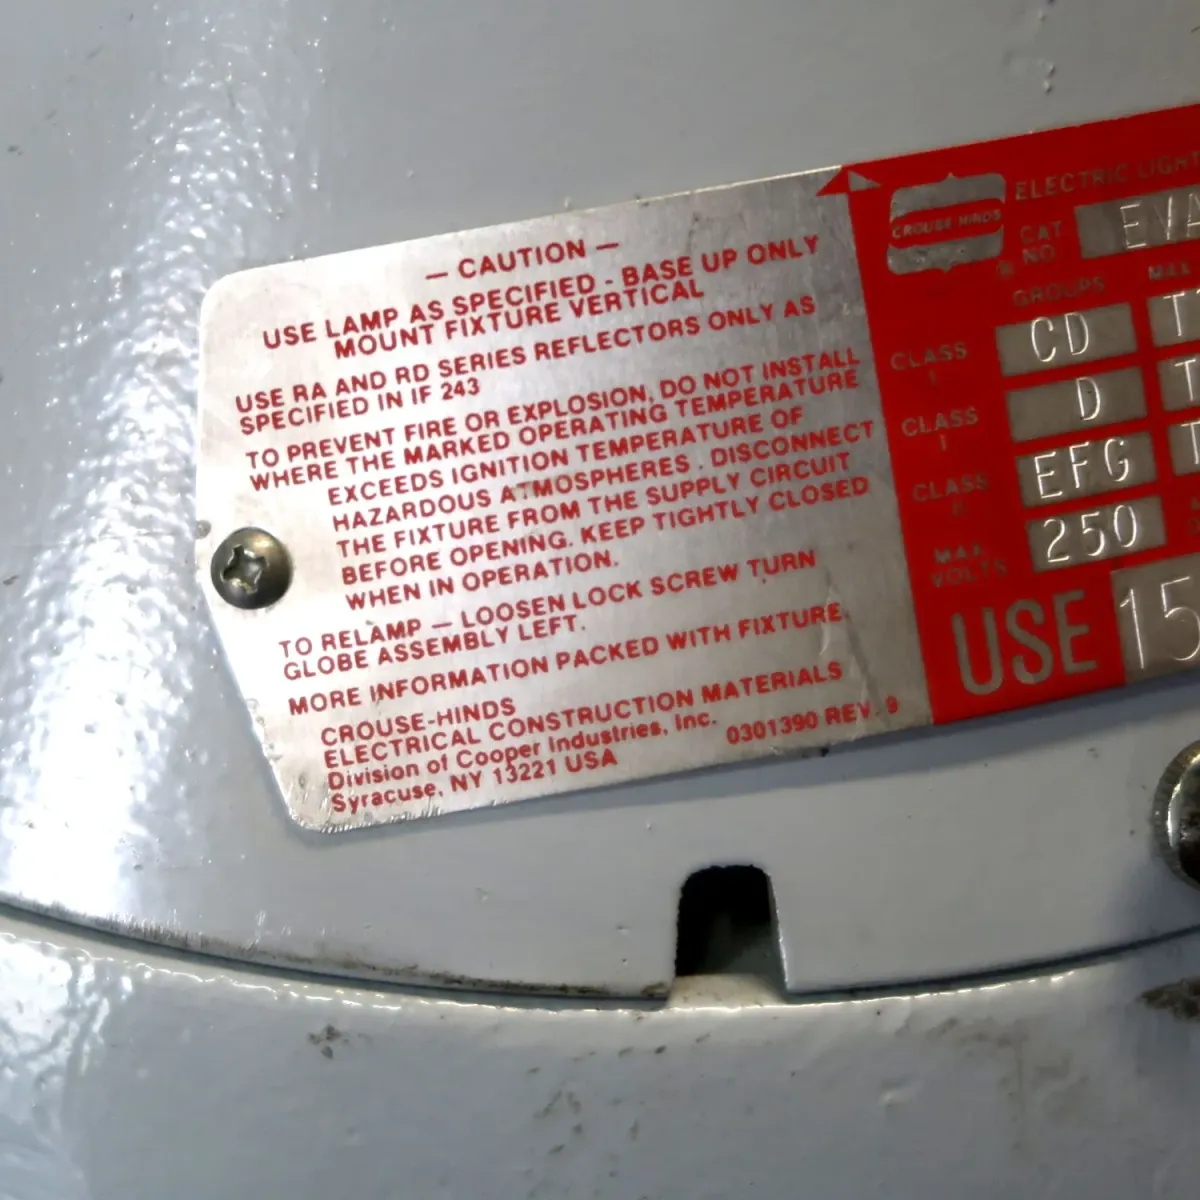 — CAUTION —
USE LAMP AS SPECIFIED - BASE UP ONLY
MOUNT FIXTURE VERTICAL
USE RA AND RD SERIES REFLECTORS ONLY AS
SPECIFIED IN IF 243
TO PREVENT FIRE OR EXPLOSION, DO NOT INSTALL
WHERE THE MARKED OPERATING TEMPERATURE
EXCEEDS IGNITION TEMPERATURE OF
HAZARDOUS ATMOSPHERES. DISCONNECT
THE FIXTURE FROM THE SUPPLY CIRCUIT
BEFORE OPENING. KEEP TIGHTLY CLOSED
WHEN IN OPERATION.
TO RELAMP — LOOSEN LOCK SCREW TURN
GLOBE ASSEMBLY LEFT.
MORE INFORMATION PACKED WITH FIXTURE.
CROUSE-HINDS
ELECTRICAL CONSTRUCTION MATERIALS
Division of Cooper Industries, Inc.
Syracuse, NY 13221 USA
0301390 REV. 9
CROUSE-HINDS
ELECTRIC LIGHT
CAT NO EVA
GROUPS MAX
CLASS I CD T
CLASS I D T
CLASS II EFG T
MAX. VOLTS 250
USE 15